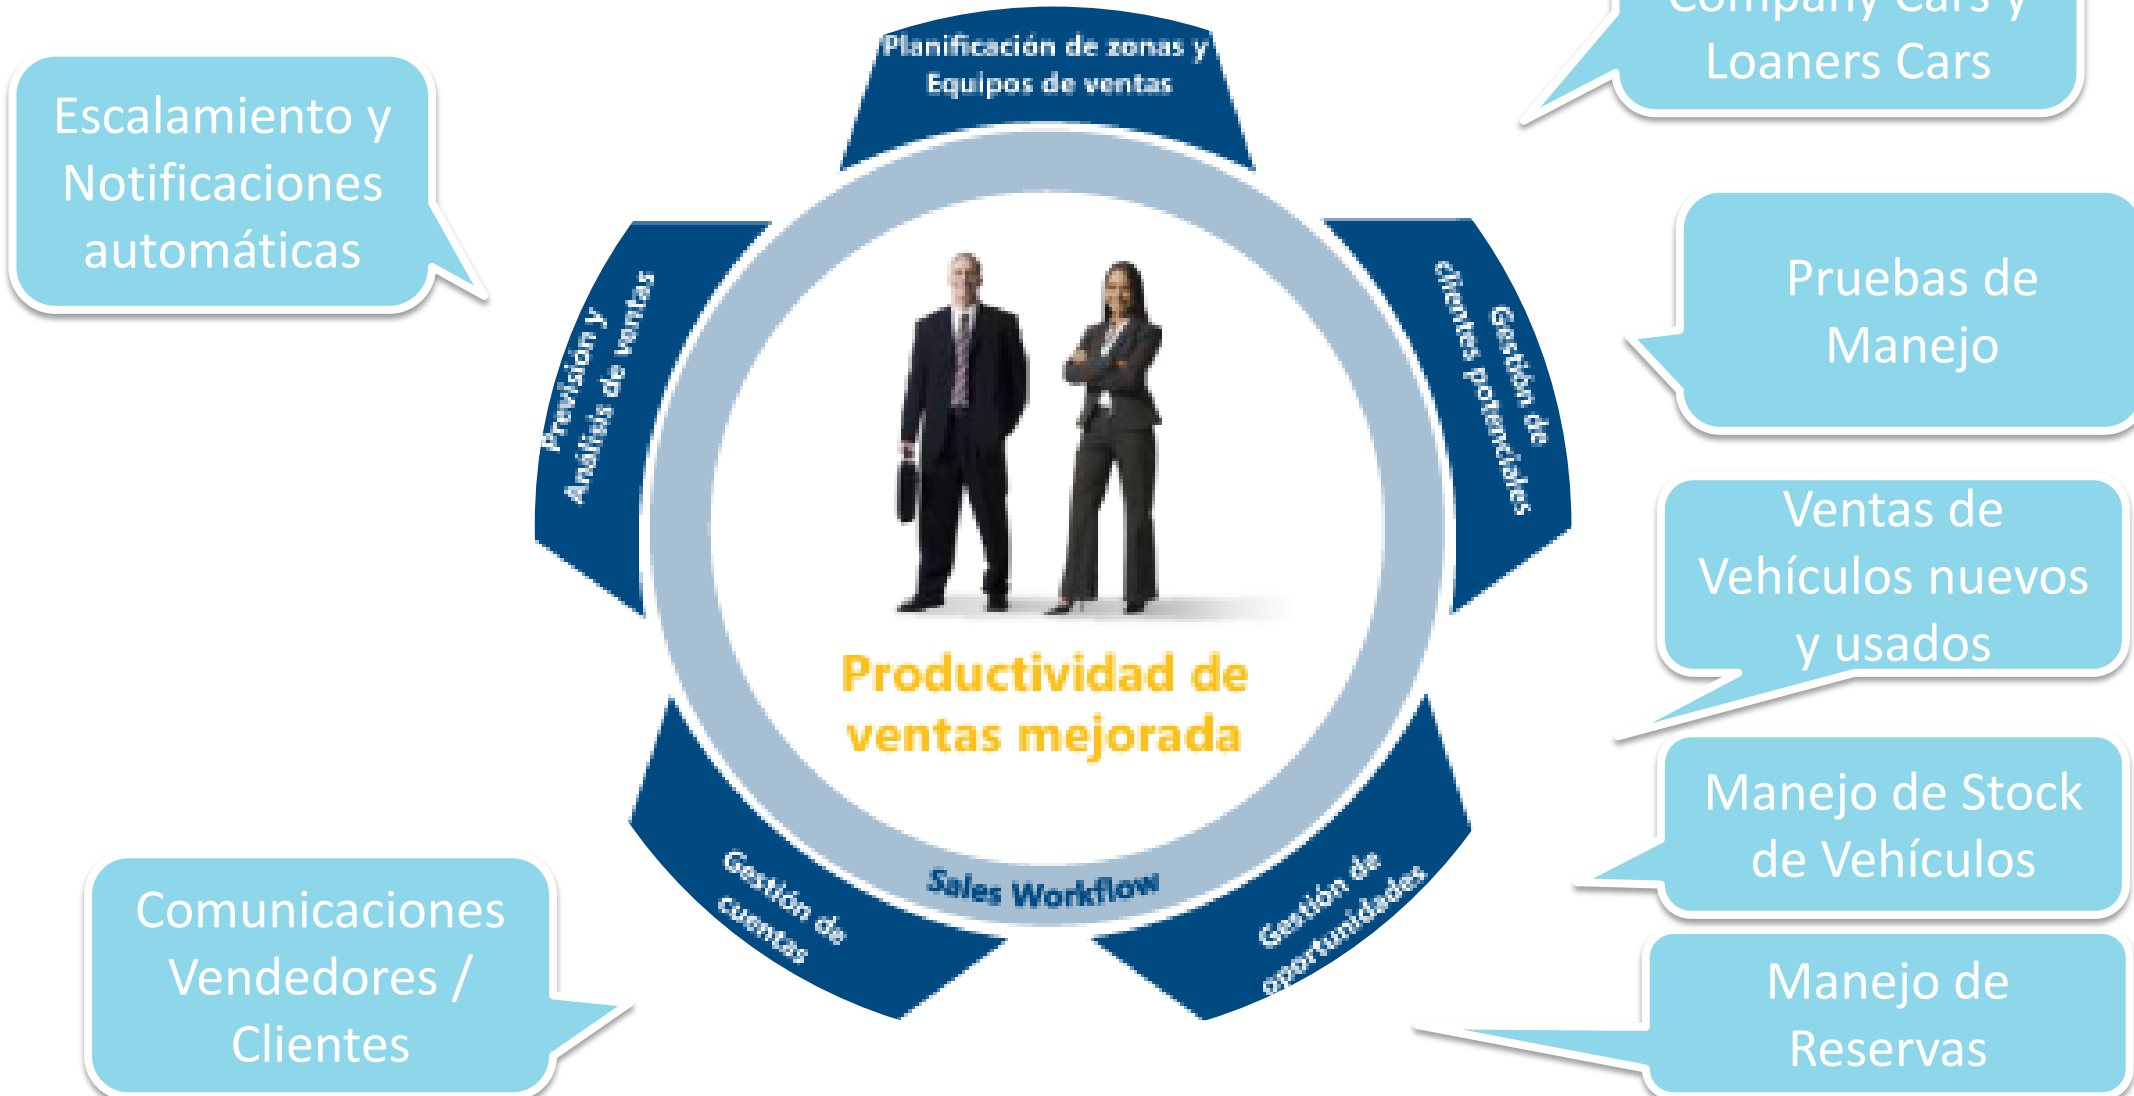 Company Cars y
Loaners Cars
Planificación de zonas y
Equipos de ventas
Escalamiento y
Notificaciones
automáticas
Previsión y
Análisis de ventas
Gestión de
clientes potenciales
Pruebas de
Manejo
Ventas de
Vehículos nuevos
y usados
Productividad de
ventas mejorada
Manejo de Stock
de Vehículos
Gestión de
cuentas
Sales Workflow
Gestión de
oportunidades
Comunicaciones
Vendedores /
Clientes
Manejo de
Reservas